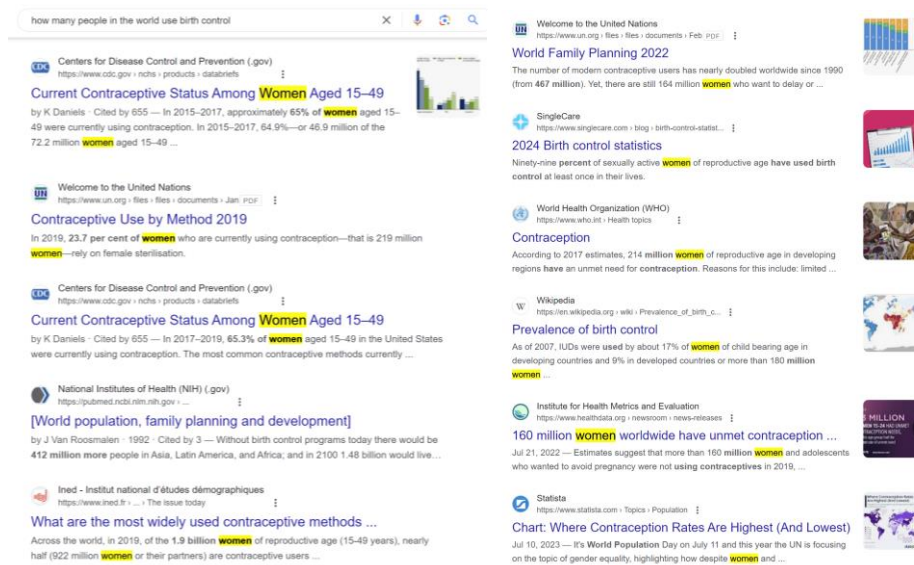 how many people in the world use birth control
Centers for Disease Control and Prevention (.gov)
https://www.cdc.gov › nchs › products › databriefs
Current Contraceptive Status Among Women Aged 15–49
by K Daniels · Cited by 655 — In 2015–2017, approximately 65% of women aged 15–
49 were currently using contraception. In 2015–2017, 64.9%—or 46.9 million of the
72.2 million women aged 15–49 ...
Welcome to the United Nations
https://www.un.org › files › files › documents › Jan PDF
Contraceptive Use by Method 2019
In 2019, 23.7 per cent of women who are currently using contraception—that is 219 million
women—rely on female sterilisation.
Centers for Disease Control and Prevention (.gov)
https://www.cdc.gov › nchs › products › databriefs
Current Contraceptive Status Among Women Aged 15–49
by K Daniels · Cited by 655 — In 2017–2019, 65.3% of women aged 15–49 in the United States
were currently using contraception. The most common contraceptive methods currently ...
National Institutes of Health (NIH) (.gov)
https://pubmed.ncbi.nlm.nih.gov › ...
[World population, family planning and development]
by J Van Roosmalen · 1992 · Cited by 3 — Without birth control programs today there would be
412 million more people in Asia, Latin America, and Africa; and in 2100 1.48 billion would live...
Ined - Institut national d'études démographiques
https://www.ined.fr › ... › The issue today
What are the most widely used contraceptive methods ...
Across the world, in 2019, of the 1.9 billion women of reproductive age (15-49 years), nearly
half (922 million women or their partners) are contraceptive users ...
Welcome to the United Nations
https://www.un.org › files › files › documents › Feb PDF
World Family Planning 2022
The number of modern contraceptive users has nearly doubled worldwide since 1990
(from 467 million). Yet, there are still 164 million women who want to delay or ...
SingleCare
https://www.singlecare.com › blog › birth-control-statist...
2024 Birth control statistics
Ninety-nine percent of sexually active women of reproductive age have used birth
control at least once in their lives.
World Health Organization (WHO)
https://www.who.int › Health topics
Contraception
According to 2017 estimates, 214 million women of reproductive age in developing
regions have an unmet need for contraception. Reasons for this include: limited ...
Wikipedia
https://en.wikipedia.org › wiki › Prevalence_of_birth_c...
Prevalence of birth control
As of 2007, IUDs were used by about 17% of women of child bearing age in
developing countries and 9% in developed countries or more than 180 million
women ...
Institute for Health Metrics and Evaluation
https://www.healthdata.org › newsroom › news-releases
160 million women worldwide have unmet contraception ...
Jul 21, 2022 — Estimates suggest that more than 160 million women and adolescents
who wanted to avoid pregnancy were not using contraceptives in 2019, ...
Statista
https://www.statista.com › Topics › Population
Chart: Where Contraception Rates Are Highest (And Lowest)
Jul 10, 2023 — It's World Population Day on July 11 and this year the UN is focusing
on the topic of gender equality, highlighting how despite women and ...